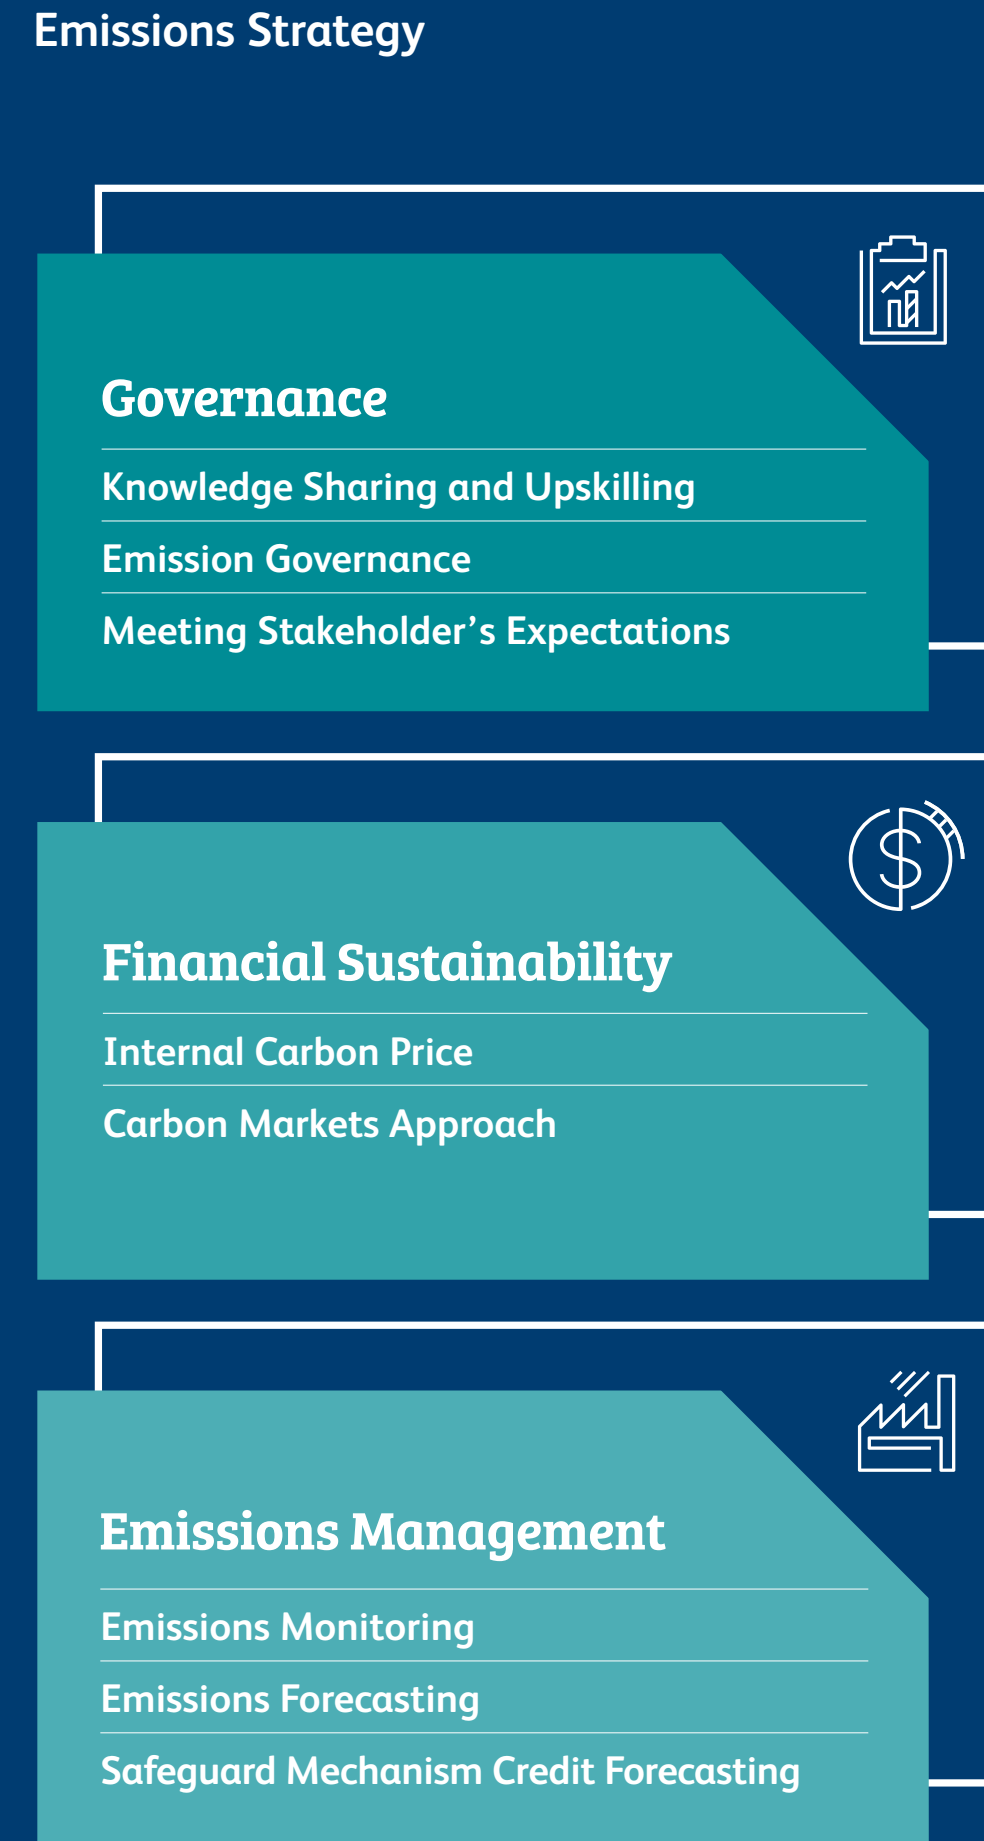 Emissions Strategy
Governance
Knowledge Sharing and Upskilling
Emission Governance
Meeting Stakeholder’s Expectations
Financial Sustainability
Internal Carbon Price
Carbon Markets Approach
Emissions Management
Emissions Monitoring
Emissions Forecasting
Safeguard Mechanism Credit Forecasting